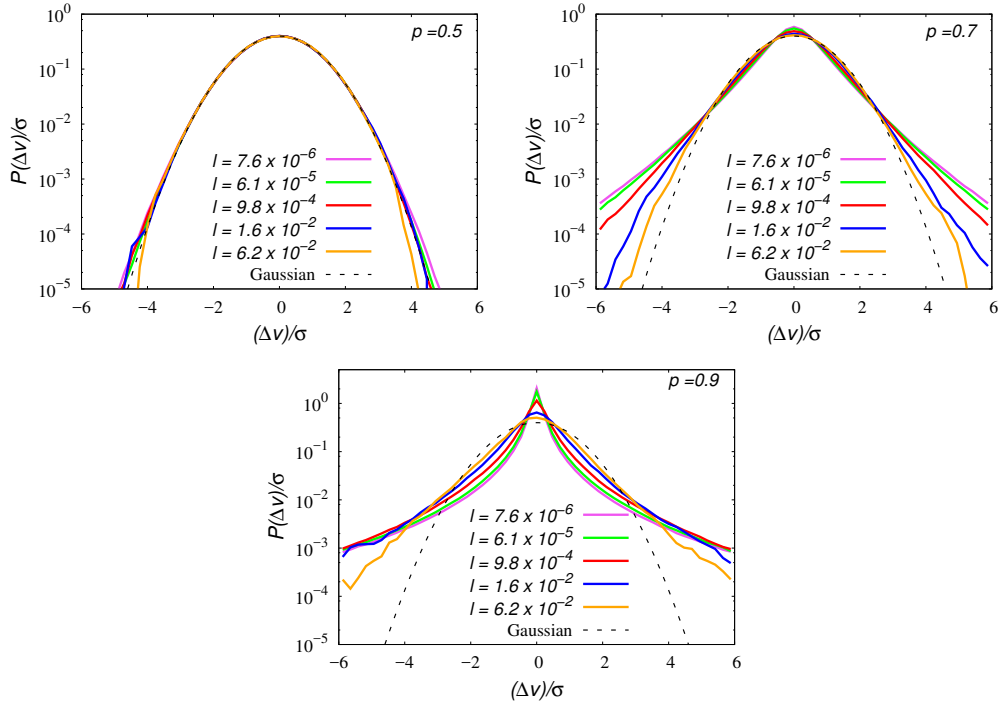 p =0.5
10⁰
10⁻¹
10⁻²
10⁻³
10⁻⁴
10⁻⁵
P(Δv)/σ
l = 7.6 x 10⁻⁶
l = 6.1 x 10⁻⁵
l = 9.8 x 10⁻⁴
l = 1.6 x 10⁻²
l = 6.2 x 10⁻²
Gaussian
−6 −4 −2 0 2 4 6
(Δv)/σ
p =0.7
10⁰
10⁻¹
10⁻²
10⁻³
10⁻⁴
10⁻⁵
P(Δv)/σ
l = 7.6 x 10⁻⁶
l = 6.1 x 10⁻⁵
l = 9.8 x 10⁻⁴
l = 1.6 x 10⁻²
l = 6.2 x 10⁻²
Gaussian
−6 −4 −2 0 2 4 6
(Δv)/σ
p =0.9
10⁰
10⁻¹
10⁻²
10⁻³
10⁻⁴
10⁻⁵
P(Δv)/σ
l = 7.6 x 10⁻⁶
l = 6.1 x 10⁻⁵
l = 9.8 x 10⁻⁴
l = 1.6 x 10⁻²
l = 6.2 x 10⁻²
Gaussian
−6 −4 −2 0 2 4 6
(Δv)/σ